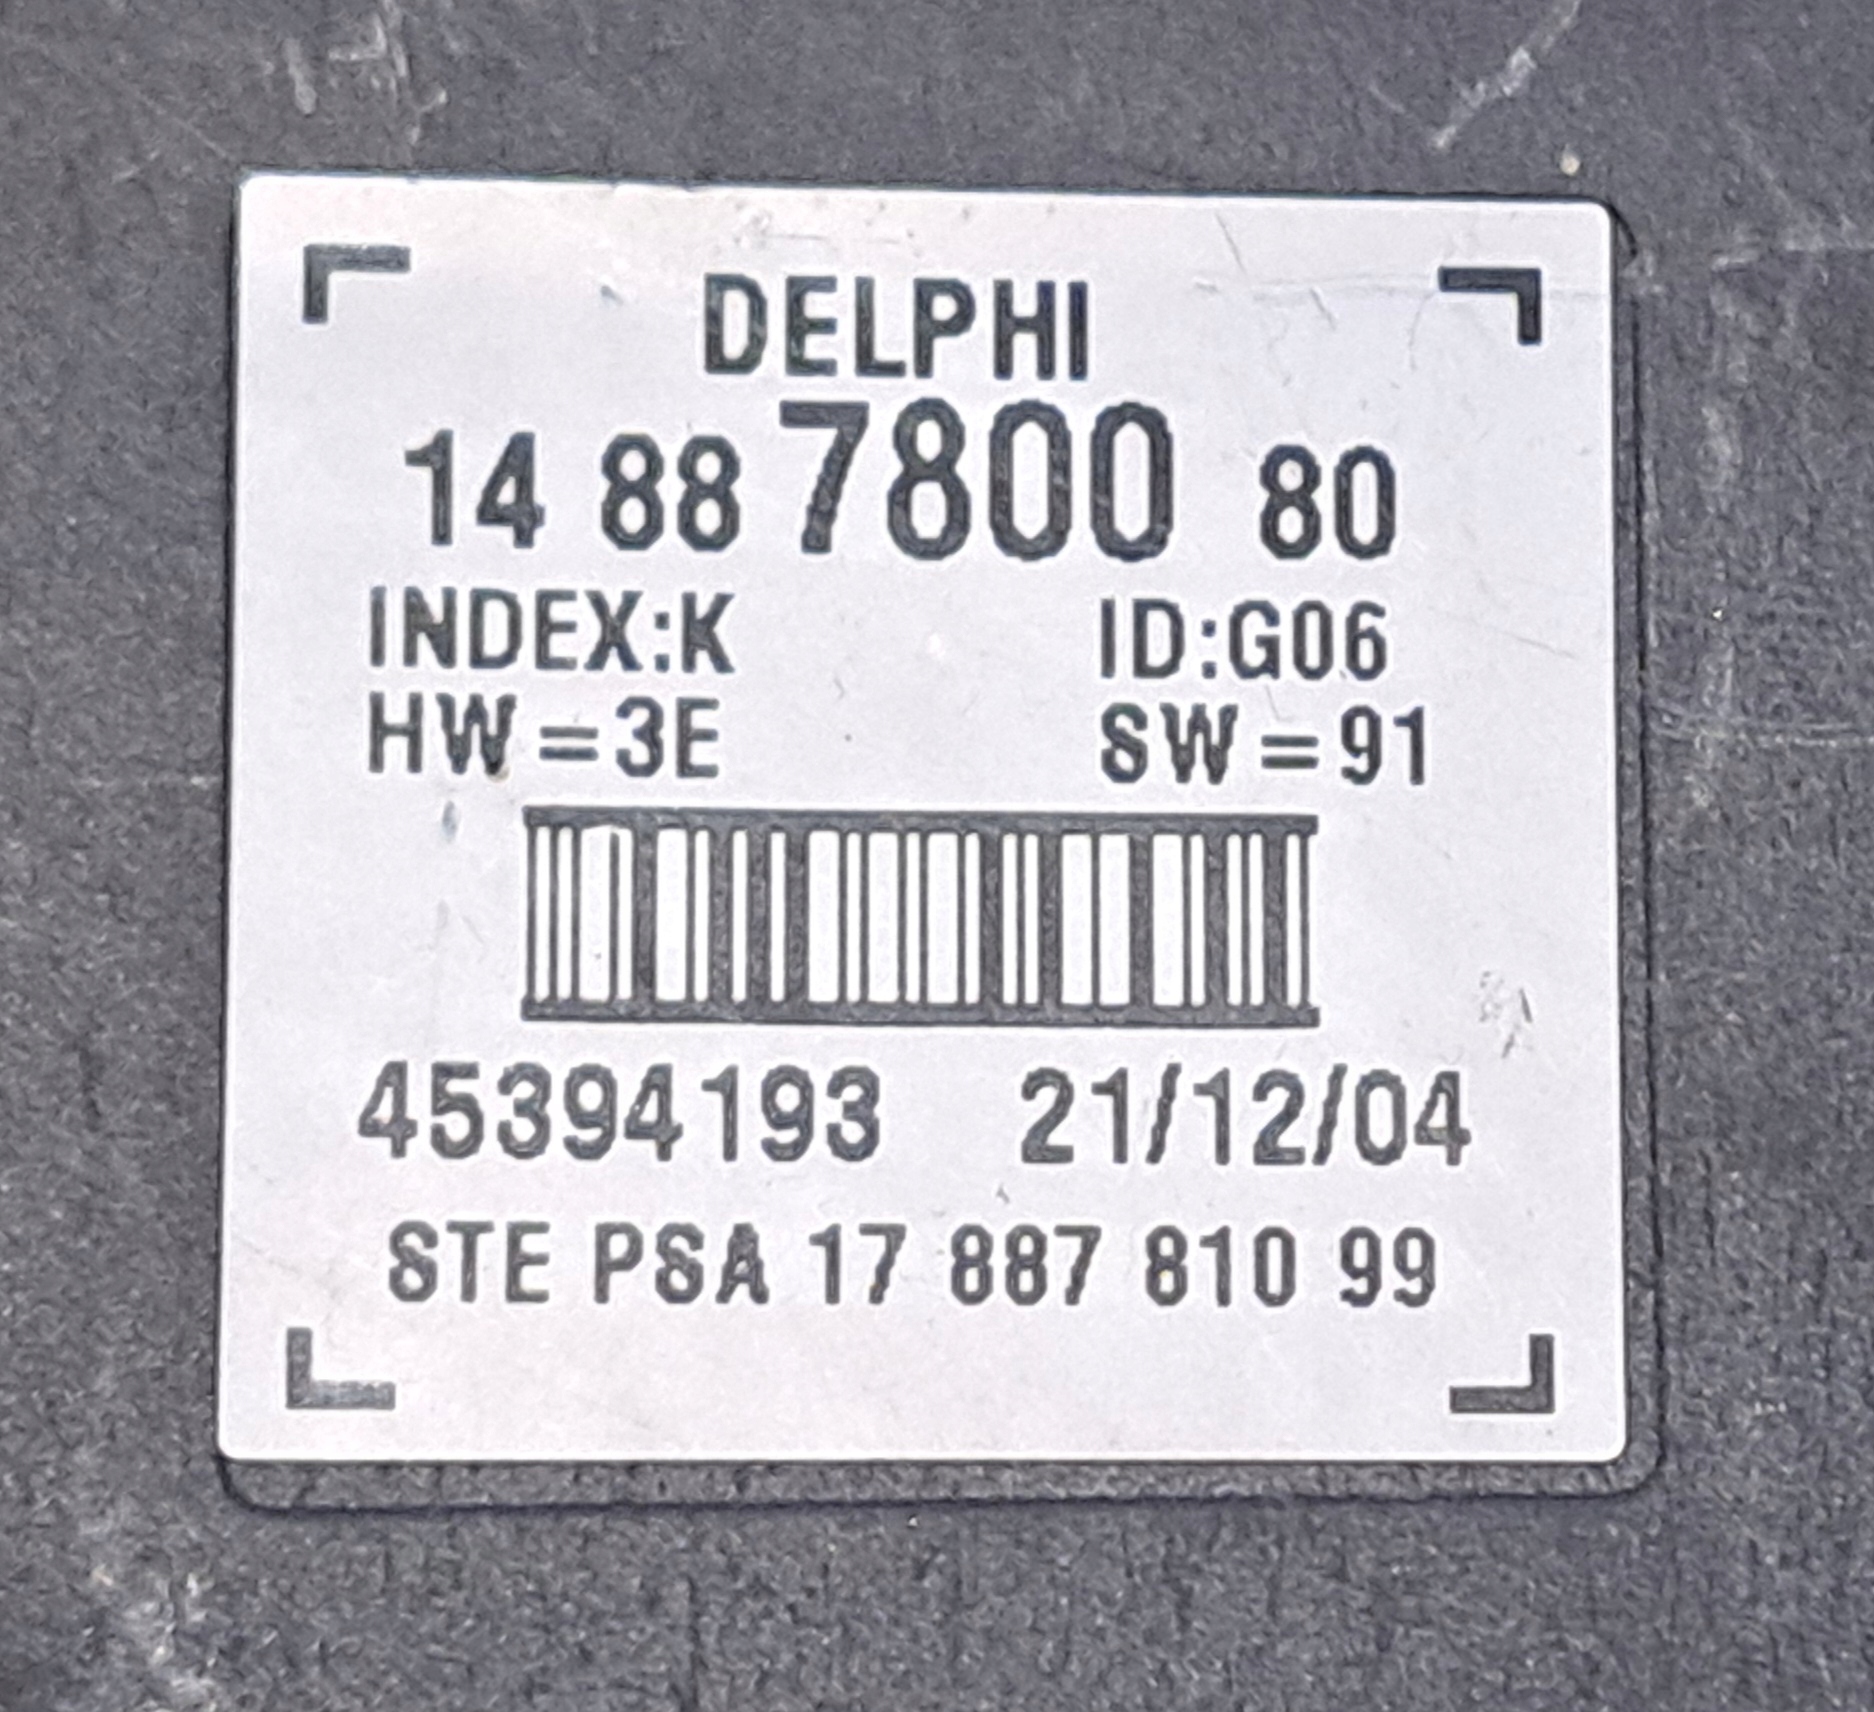 DELPHI
14 88 7800 80
INDEX:K ID:G06
HW=3E SW=91
45394193 21/12/04
STE PSA 17 887 810 99